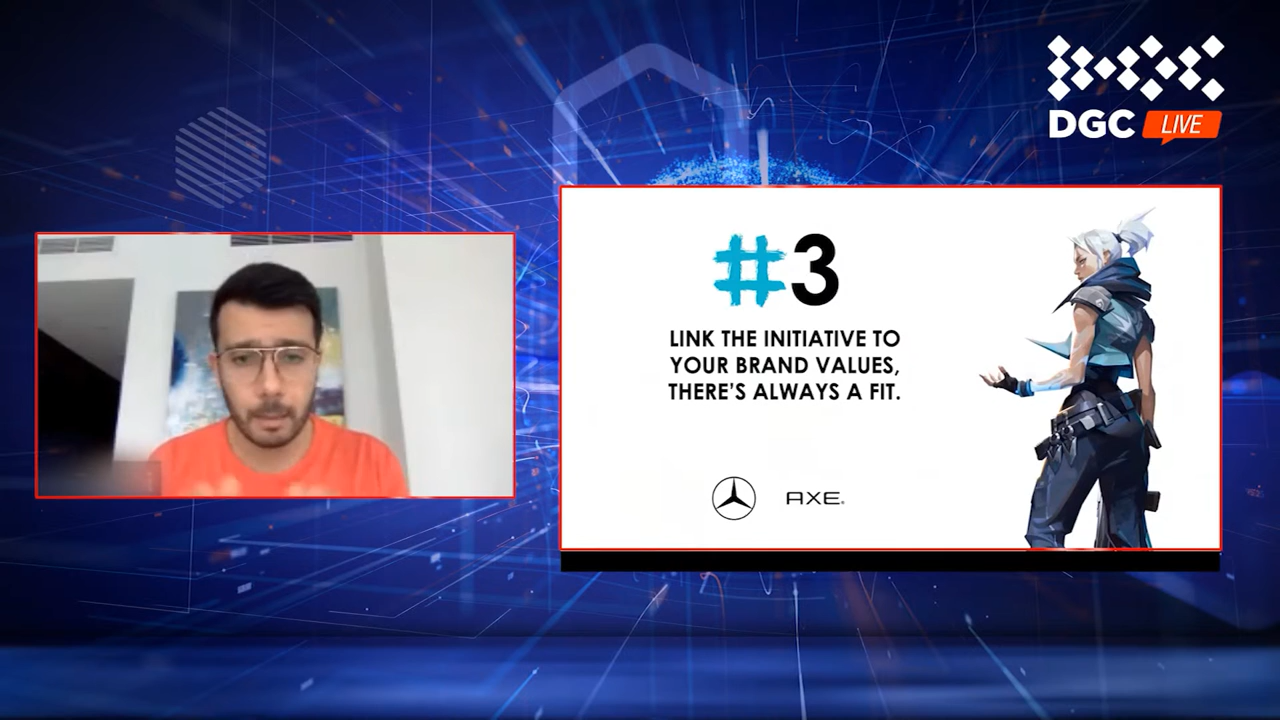 DGC LIVE
#3
LINK THE INITIATIVE TO
YOUR BRAND VALUES,
THERE'S ALWAYS A FIT.
AXE.